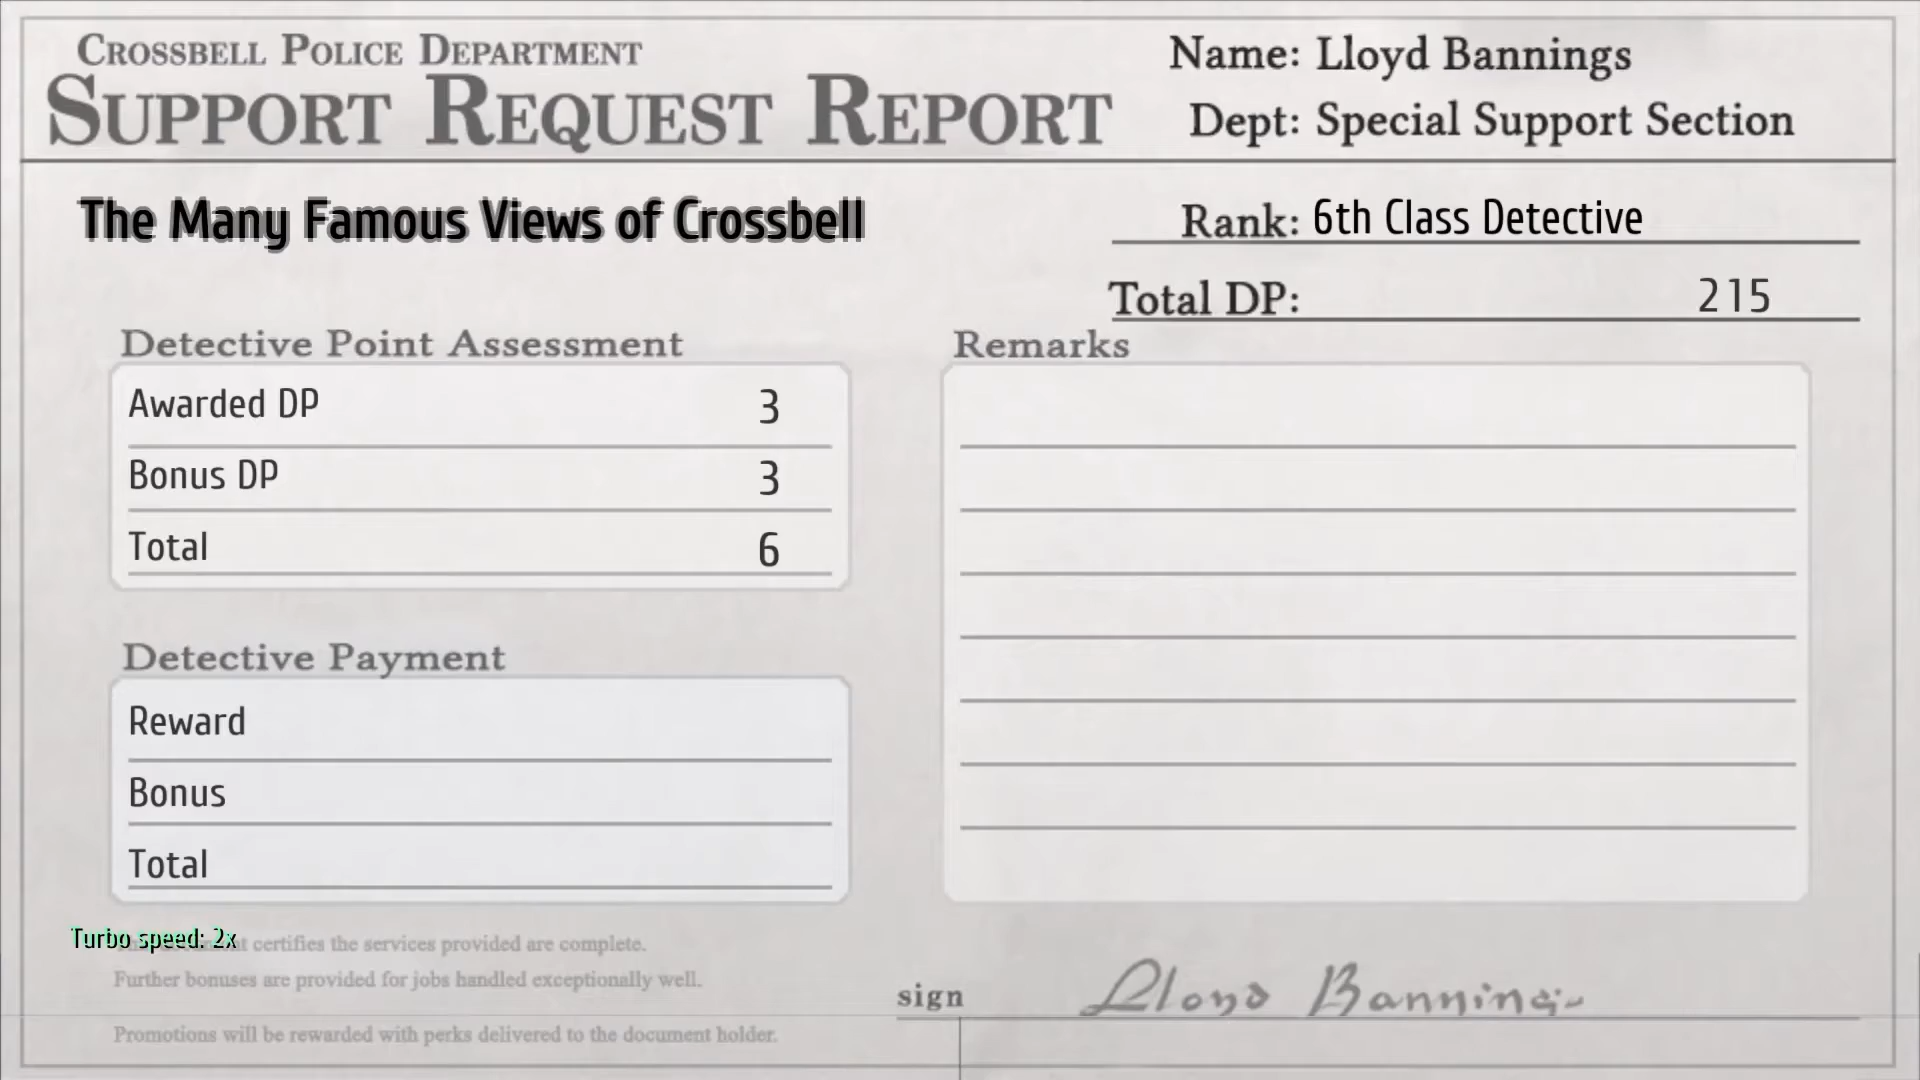 Crossbell Police Department
Support Request Report
Name: Lloyd Bannings
Dept: Special Support Section
The Many Famous Views of Crossbell
Rank: 6th Class Detective
Total DP: 215
Detective Point Assessment
Awarded DP 3
Bonus DP 3
Total 6
Remarks
Detective Payment
Reward
Bonus
Total
Turbo speed: 2x
certifies the services provided are complete.
Further bonuses are provided for jobs handled exceptionally well.
Promotions will be rewarded with perks delivered to the document holder.
sign Lloyd Bannings